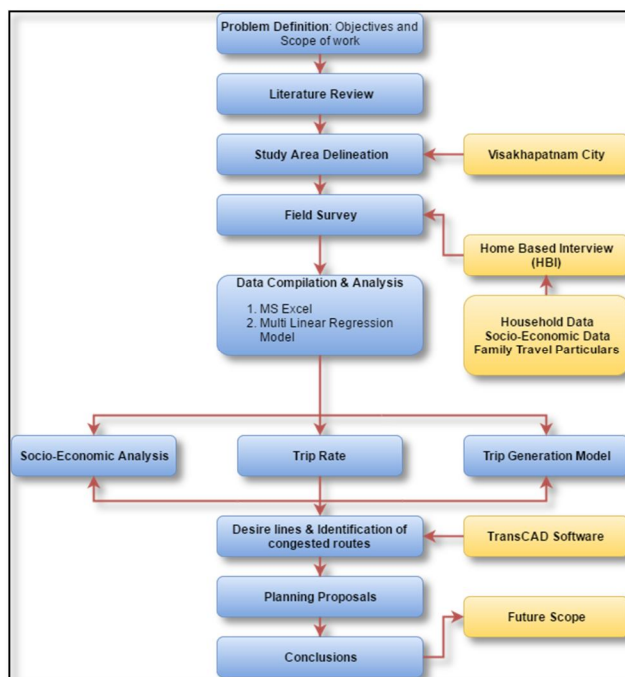 Problem Definition: Objectives and
Scope of work
Literature Review
Study Area Delineation
Visakhapatnam City
Field Survey
Home Based Interview
(HBI)
Data Compilation & Analysis
1. MS Excel
2. Multi Linear Regression
Model
Household Data
Socio-Economic Data
Family Travel Particulars
Socio-Economic Analysis
Trip Rate
Trip Generation Model
Desire lines & Identification of
congested routes
TransCAD Software
Planning Proposals
Future Scope
Conclusions